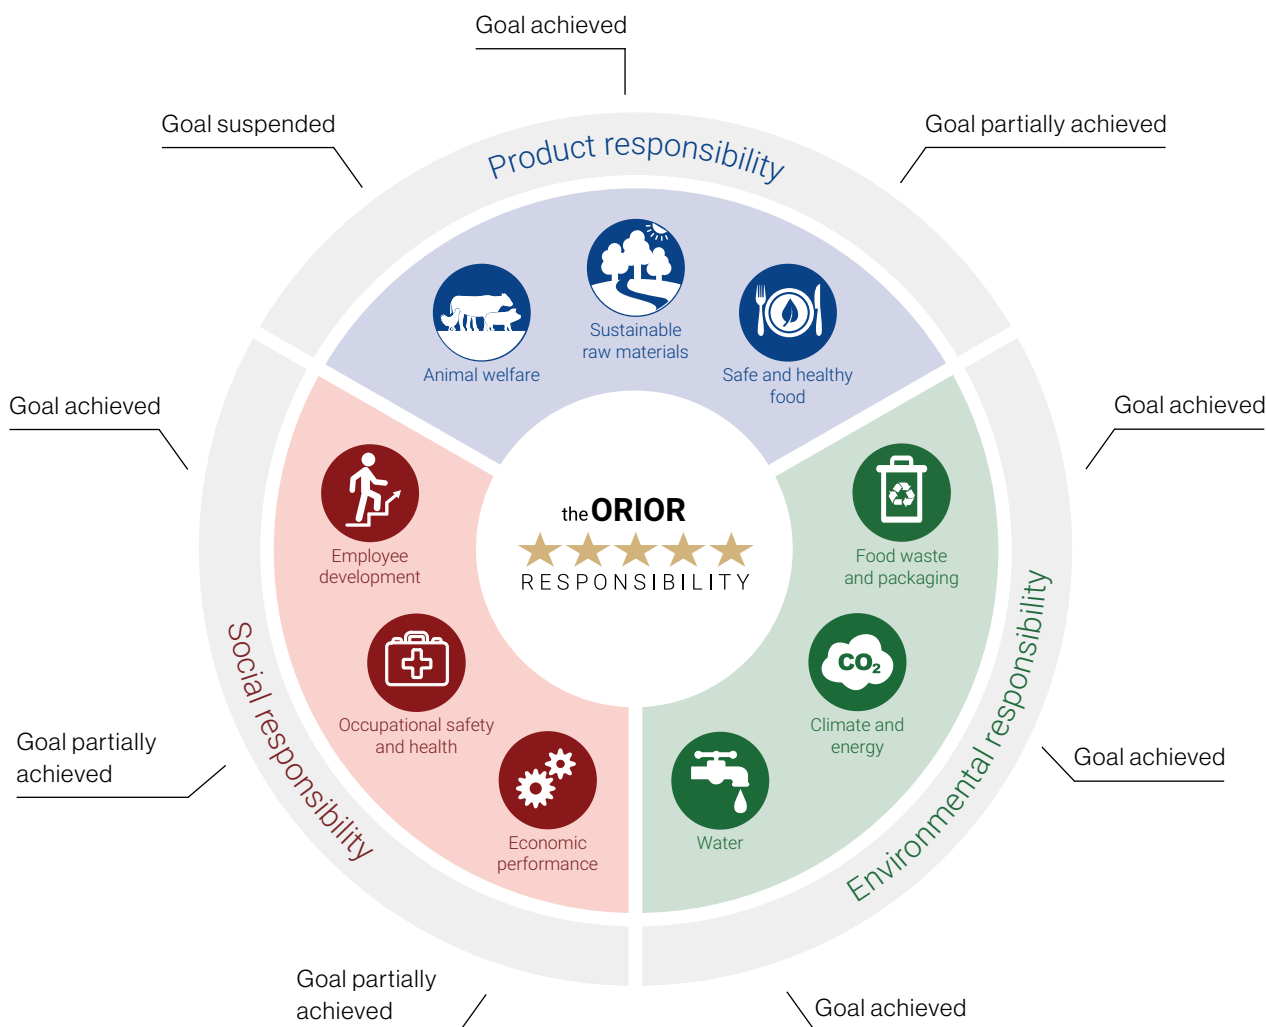 Goal achieved
Goal suspended
Goal partially achieved
Product responsibility
Animal welfare
Sustainable
raw materials
Safe and healthy
food
Goal achieved
Goal achieved
the ORIOR
RESPONSIBILITY
Employee
development
Food waste
and packaging
CO₂
Occupational safety
and health
Climate and
energy
Social responsibility
Environmental responsibility
Goal partially
achieved
Goal achieved
Economic
performance
Water
Goal partially
achieved
Goal achieved